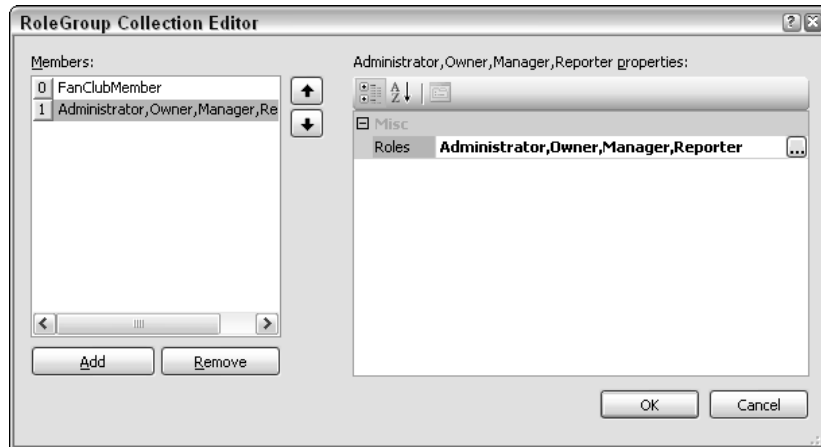 RoleGroup Collection Editor
?
Members:
0 FanClubMember
1 Administrator,Owner,Manager,Re
Add
Remove
Administrator,Owner,Manager,Reporter properties:
Misc
Roles Administrator,Owner,Manager,Reporter ...
OK
Cancel